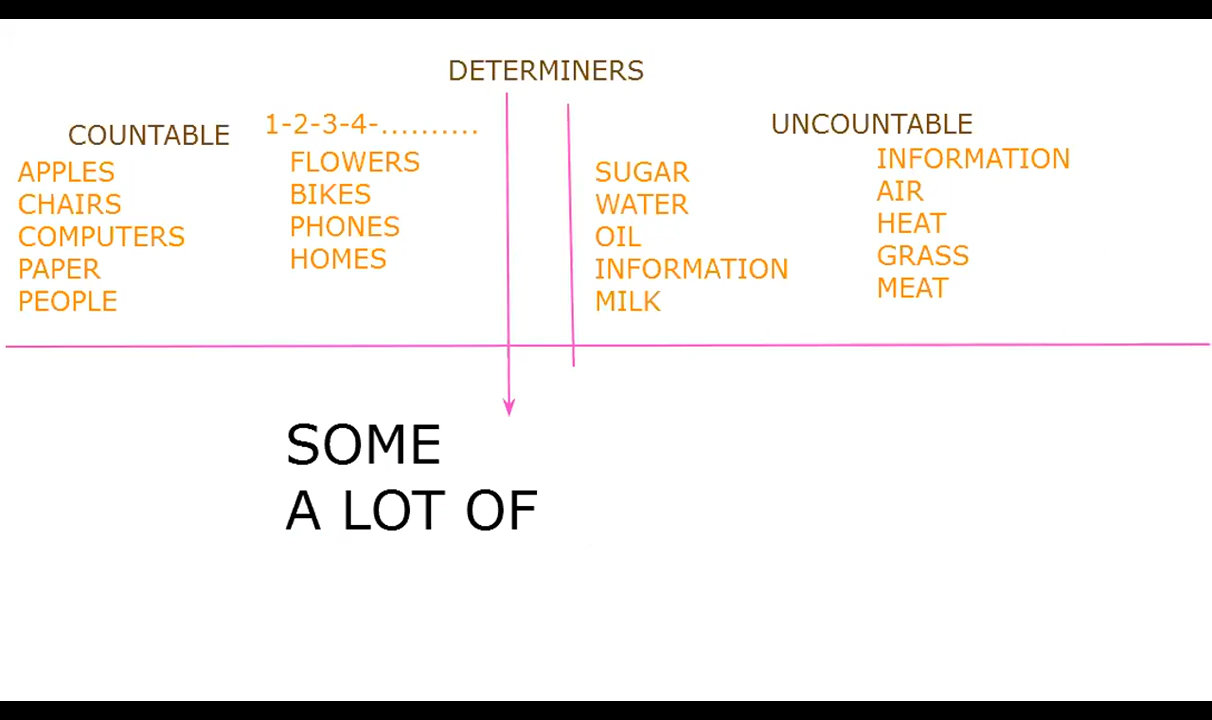 DETERMINERS
COUNTABLE
1-2-3-4-..........
APPLES
CHAIRS
COMPUTERS
PAPER
PEOPLE
FLOWERS
BIKES
PHONES
HOMES
UNCOUNTABLE
SUGAR
WATER
OIL
INFORMATION
MILK
INFORMATION
AIR
HEAT
GRASS
MEAT
SOME
A LOT OF